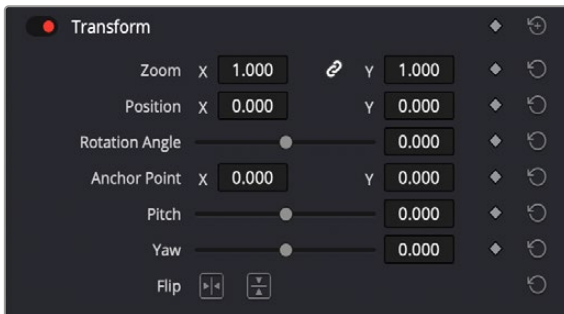 Transform
Zoom X 1.000 Y 1.000
Position X 0.000 Y 0.000
Rotation Angle 0.000
Anchor Point X 0.000 Y 0.000
Pitch 0.000
Yaw 0.000
Flip